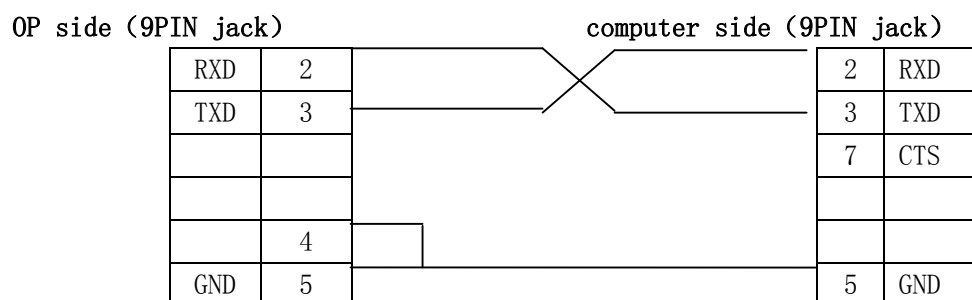 OP side（9PIN jack） computer side（9PIN jack）
RXD 2 2 RXD
TXD 3 3 TXD
7 CTS
4
GND 5 5 GND